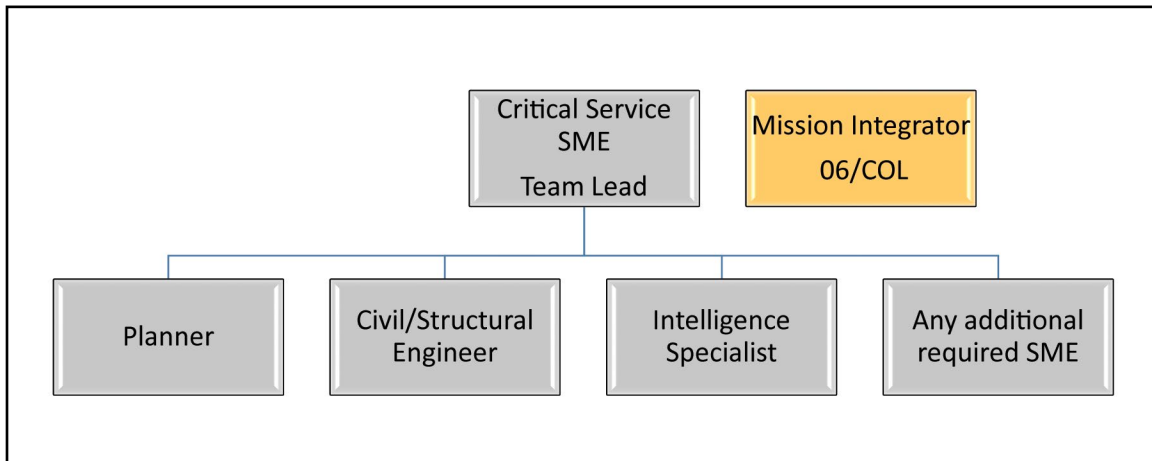 Critical Service
SME
Team Lead
Mission Integrator
06/COL
Planner
Civil/Structural
Engineer
Intelligence
Specialist
Any additional
required SME